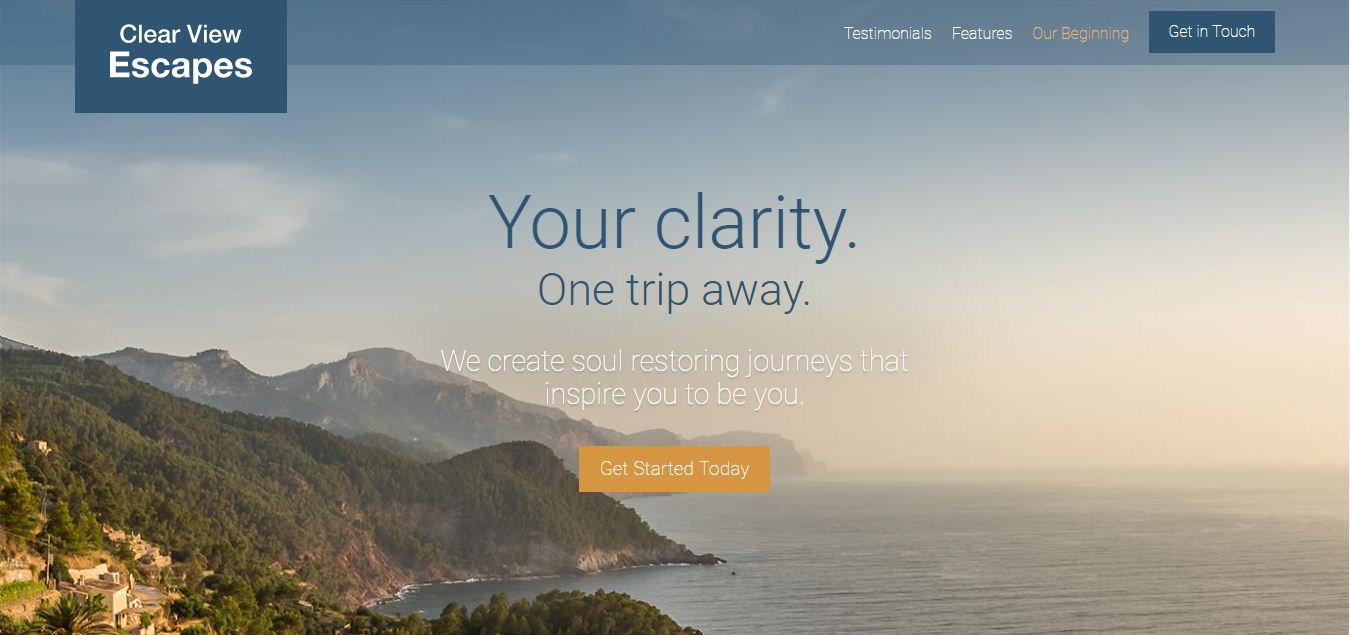 Clear View
Escapes
Testimonials
Features
Our Beginning
Get in Touch
Your clarity.
One trip away.
We create soul restoring journeys that
inspire you to be you.
Get Started Today